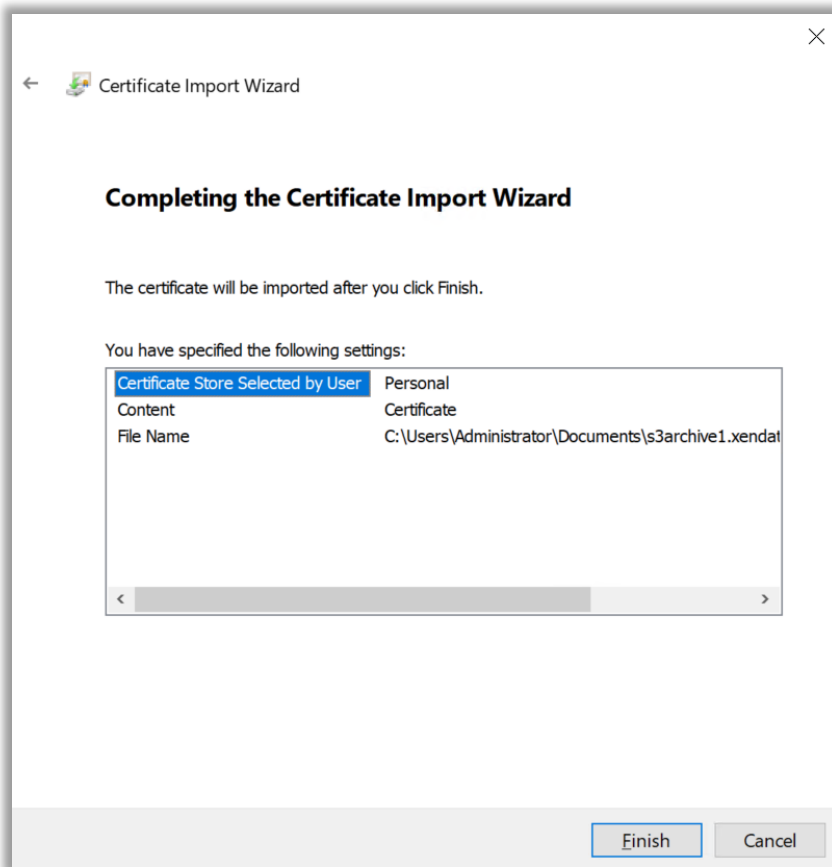 Certificate Import Wizard
Completing the Certificate Import Wizard
The certificate will be imported after you click Finish.
You have specified the following settings:
Certificate Store Selected by User Personal
Content Certificate
File Name C:\Users\Administrator\Documents\s3archive1.xendat
Finish Cancel